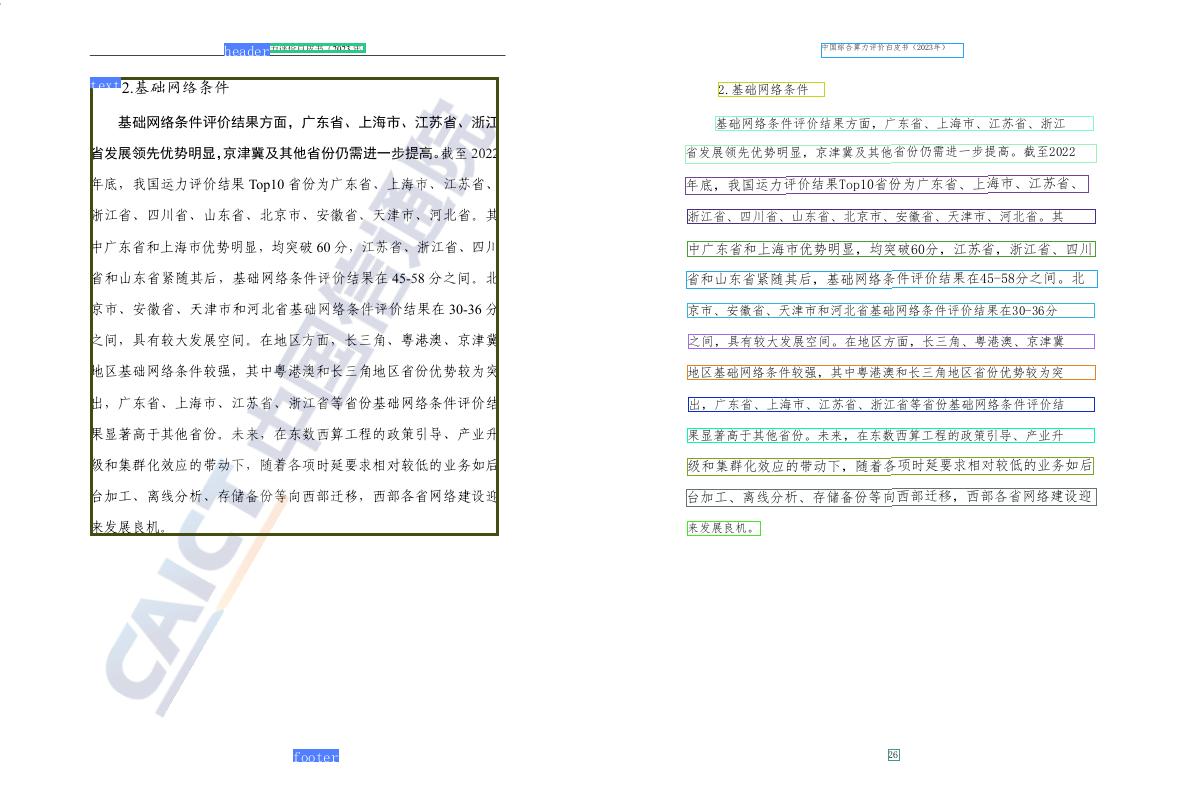 header
text
2.基础网络条件
基础网络条件评价结果方面，广东省、上海市、江苏省、浙江
省发展领先优势明显，京津冀及其他省份仍需进一步提高。截至 2022
年底，我国运力评价结果 Top10 省份为广东省、上海市、江苏省、
浙江省、四川省、山东省、北京市、安徽省、天津市、河北省。其
中广东省和上海市优势明显，均突破 60 分，江苏省、浙江省、四川
省和山东省紧随其后，基础网络条件评价结果在 45-58 分之间。北
京市、安徽省、天津市和河北省基础网络条件评价结果在 30-36 分
之间，具有较大发展空间。在地区方面，长三角、粤港澳、京津冀
地区基础网络条件较强，其中粤港澳和长三角地区省份优势较为突
出，广东省、上海市、江苏省、浙江省等省份基础网络条件评价结
果显著高于其他省份。未来，在东数西算工程的政策引导、产业升
级和集群化效应的带动下，随着各项时延要求相对较低的业务如后
台加工、离线分析、存储备份等向西部迁移，西部各省网络建设迎
来发展良机。
CAICT 中国信通院
footer
中国综合算力评价白皮书（2023年）
2.基础网络条件
基础网络条件评价结果方面，广东省、上海市、江苏省、浙江
省发展领先优势明显，京津冀及其他省份仍需进一步提高。截至2022
年底，我国运力评价结果Top10省份为广东省、上海市、江苏省、
浙江省、四川省、山东省、北京市、安徽省、天津市、河北省。其
中广东省和上海市优势明显，均突破60分，江苏省，浙江省、四川
省和山东省紧随其后，基础网络条件评价结果在45-58分之间。北
京市、安徽省、天津市和河北省基础网络条件评价结果在30-36分
之间，具有较大发展空间。在地区方面，长三角、粤港澳、京津冀
地区基础网络条件较强，其中粤港澳和长三角地区省份优势较为突
出，广东省、上海市、江苏省、浙江省等省份基础网络条件评价结
果显著高于其他省份。未来，在东数西算工程的政策引导、产业升
级和集群化效应的带动下，随着各项时延要求相对较低的业务如后
台加工、离线分析、存储备份等向西部迁移，西部各省网络建设迎
来发展良机。
26